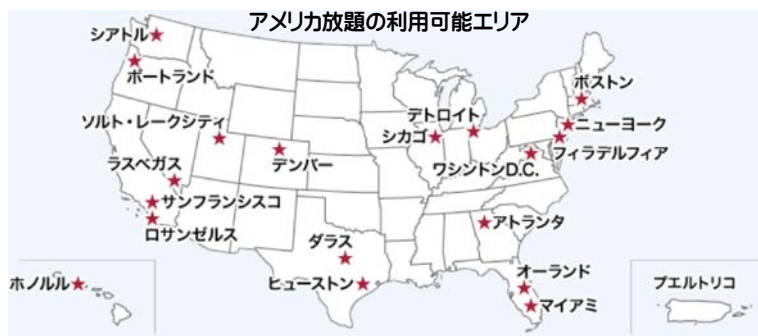 アメリカ放題の利用可能エリア
シアトル
ポートランド
ボストン
デトロイト
ソルト・レークシティ
シカゴ
ニューヨーク
フィラデルフィア
デンバー
ワシンドンD.C.
ラスベガス
サンフランシスコ
ロサンゼルス
アトランタ
ダラス
オーランド
ホノルル
ヒューストン
マイアミ
プエルトリコ